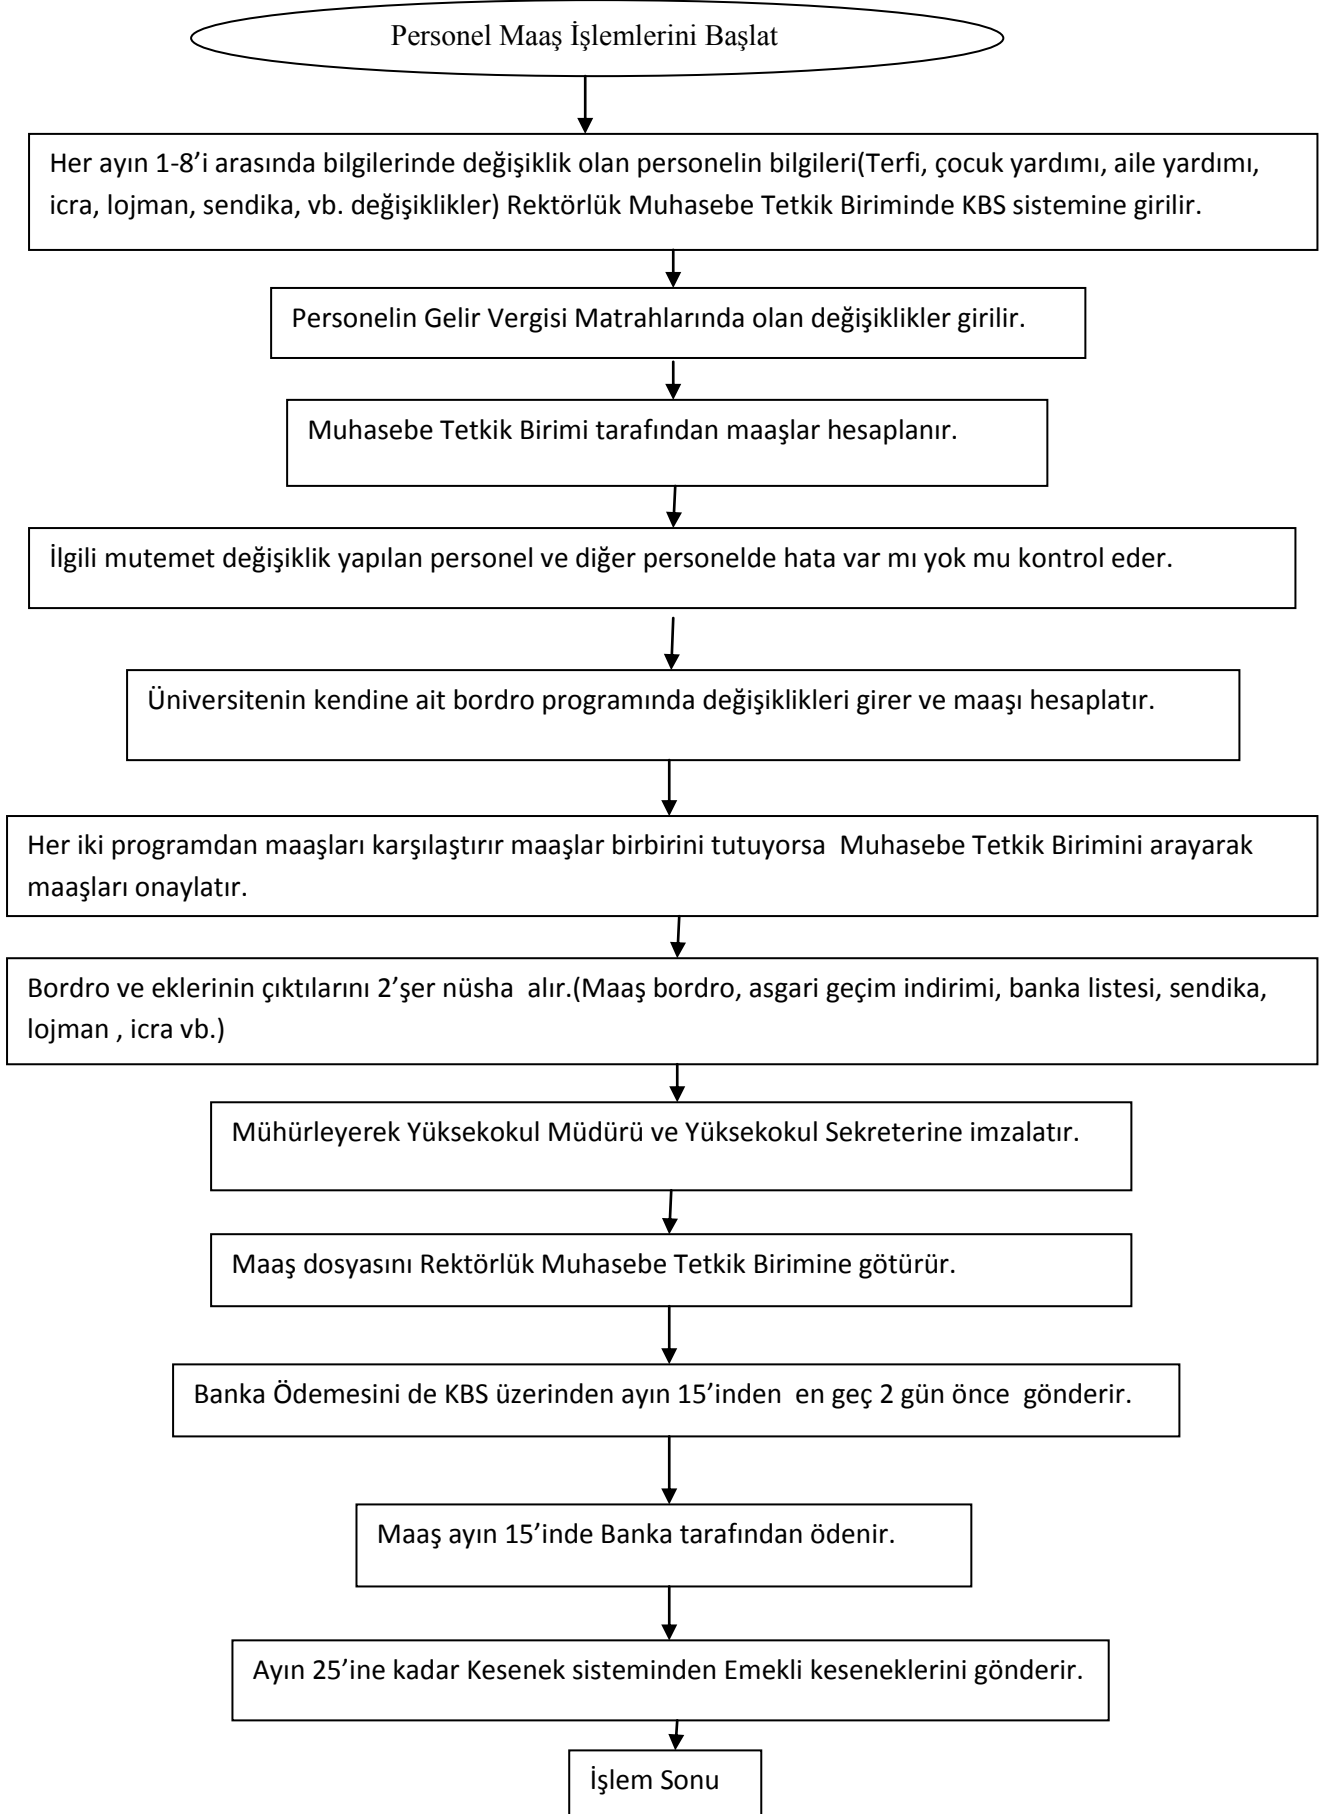 Personel Maaş İşlemlerini Başlat
Her ayın 1-8’i arasında bilgilerinde değişiklik olan personelin bilgileri(Terfi, çocuk yardımı, aile yardımı,
icra, lojman, sendika, vb. değişiklikler) Rektörlük Muhasebe Tetkik Biriminde KBS sistemine girilir.
Personelin Gelir Vergisi Matrahlarında olan değişiklikler girilir.
Muhasebe Tetkik Birimi tarafından maaşlar hesaplanır.
İlgili mutemet değişiklik yapılan personel ve diğer personelde hata var mı yok mu kontrol eder.
Üniversitenin kendine ait bordro programında değişiklikleri girer ve maaşı hesaplatır.
Her iki programdan maaşları karşılaştırır maaşlar birbirini tutuyorsa  Muhasebe Tetkik Birimini arayarak
maaşları onaylatır.
Bordro ve eklerinin çıktılarını 2’şer nüsha  alır.(Maaş bordro, asgari geçim indirimi, banka listesi, sendika,
lojman , icra vb.)
Mühürleyerek Yüksekokul Müdürü ve Yüksekokul Sekreterine imzalatır.
Maaş dosyasını Rektörlük Muhasebe Tetkik Birimine götürür.
Banka Ödemesini de KBS üzerinden ayın 15’inden  en geç 2 gün önce  gönderir.
Maaş ayın 15’inde Banka tarafından ödenir.
Ayın 25’ine kadar Kesenek sisteminden Emekli keseneklerini gönderir.
İşlem Sonu